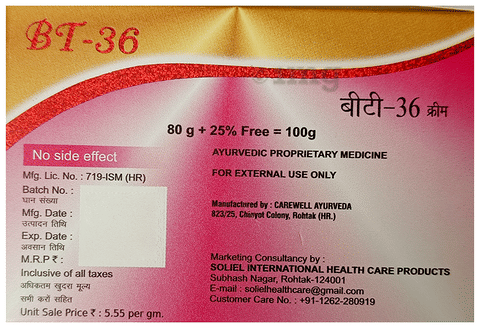 BT-36
बीटी-36 क्रीम
80 g + 25% Free = 100g
No side effect
AYURVEDIC PROPRIETARY MEDICINE
Mfg. Lic. No. : 719-ISM (HR)
FOR EXTERNAL USE ONLY
Batch No. :
घान संख्या
Mfg. Date :
उत्पादन तिथि
Exp. Date :
अवसान तिथि
M.R.P ₹ :
Inclusive of all taxes
अधिकतम खुदरा मूल्य
सभी करों सहित
Unit Sale Price ₹ : 5.55 per gm.
Manufactured by : CAREWELL AYURVEDA
823/25, Chinyot Colony, Rohtak (HR.)
Marketing Consultancy by :
SOLIEL INTERNATIONAL HEALTH CARE PRODUCTS
Subhash Nagar, Rohtak-124001
E-mail : solielhealthcare@gmail.com
Customer Care No. : +91-1262-280919